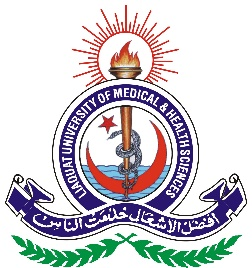 LIAQUAT UNIVERSITY OF MEDICAL & HEALTH SCIENCES
افضل الاشغال خدمت الناس